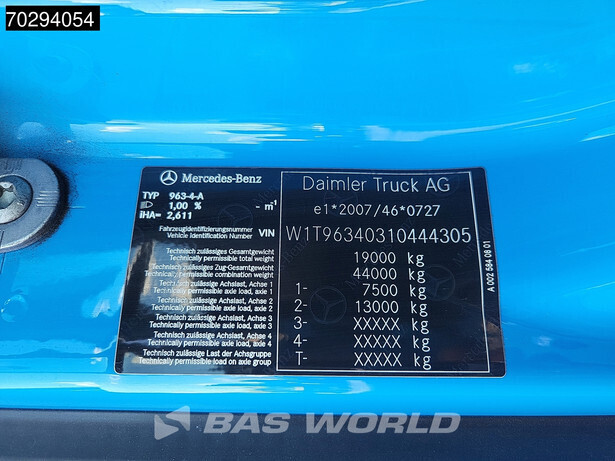 70294054
Mercedes-Benz
Daimler Truck AG
TYP 963-4-A
1,00 % - m⁻¹
iHA= 2,611
e1*2007/46*0727
Fahrzeugidentifizierungsnummer
Vehicle Identification Number VIN W1T96340310444305
Technisch zulässiges Gesamtgewicht
Technically permissible total weight 19000 kg
Technisch zulässiges Zug-Gesamtgewicht
Technically permissible combination weight 44000 kg
Technisch zulässige Achslast, Achse 1
Technically permissible axle load, axle 1 1- 7500 kg
Technisch zulässige Achslast, Achse 2
Technically permissible axle load, axle 2 2- 13000 kg
Technisch zulässige Achslast, Achse 3
Technically permissible axle load, axle 3 3- XXXXX kg
Technisch zulässige Achslast, Achse 4
Technically permissible axle load, axle 4 4- XXXXX kg
Technisch zulässige Last der Achsgruppe
Technically permissible load on axle group T- XXXXX kg
A 002 584 08 01
BAS WORLD